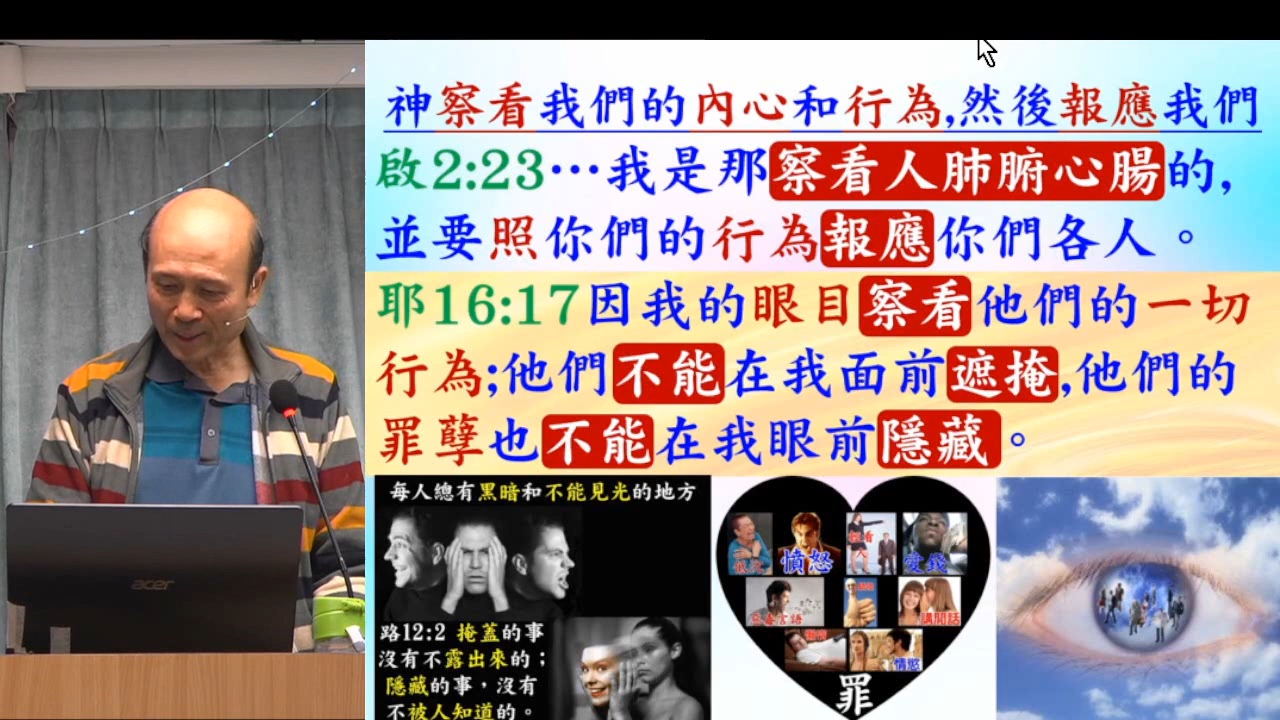 神察看我們的內心和行為,然後報應我們
啟2:23…我是那察看人肺腑心腸的,
並要照你們的行為報應你們各人。
耶16:17因我的眼目察看他們的一切
行為;他們不能在我面前遮掩,他們的
罪孽也不能在我眼前隱藏。
每人總有黑暗和不能見光的地方
路12:2 掩蓋的事
沒有不露出來的；
隱藏的事，沒有
不被人知道的。
憤怒
講閒話
情慾
罪
acer